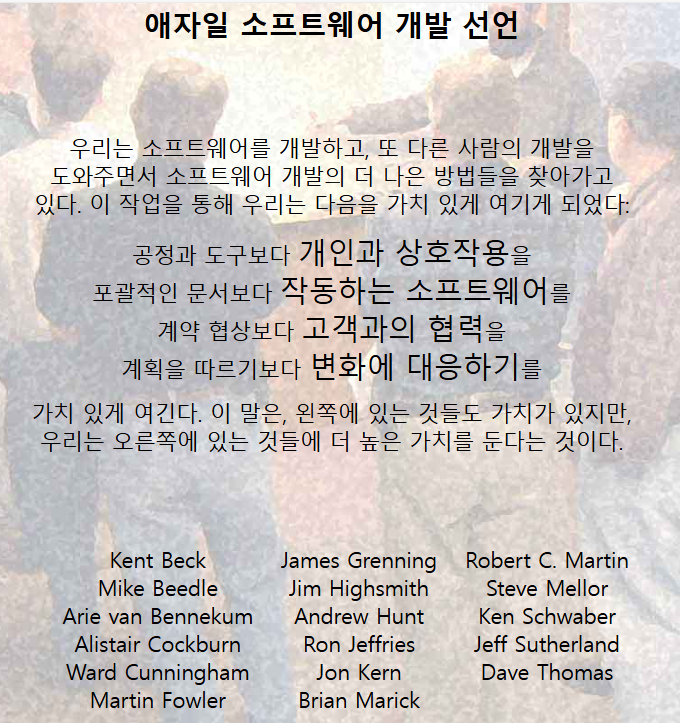 애자일 소프트웨어 개발 선언
우리는 소프트웨어를 개발하고, 또 다른 사람의 개발을
도와주면서 소프트웨어 개발의 더 나은 방법들을 찾아가고
있다. 이 작업을 통해 우리는 다음을 가치 있게 여기게 되었다:
공정과 도구보다 개인과 상호작용을
포괄적인 문서보다 작동하는 소프트웨어를
계약 협상보다 고객과의 협력을
계획을 따르기보다 변화에 대응하기를
가치 있게 여긴다. 이 말은, 왼쪽에 있는 것들도 가치가 있지만,
우리는 오른쪽에 있는 것들에 더 높은 가치를 둔다는 것이다.
Kent Beck
Mike Beedle
Arie van Bennekum
Alistair Cockburn
Ward Cunningham
Martin Fowler
James Grenning
Jim Highsmith
Andrew Hunt
Ron Jeffries
Jon Kern
Brian Marick
Robert C. Martin
Steve Mellor
Ken Schwaber
Jeff Sutherland
Dave Thomas